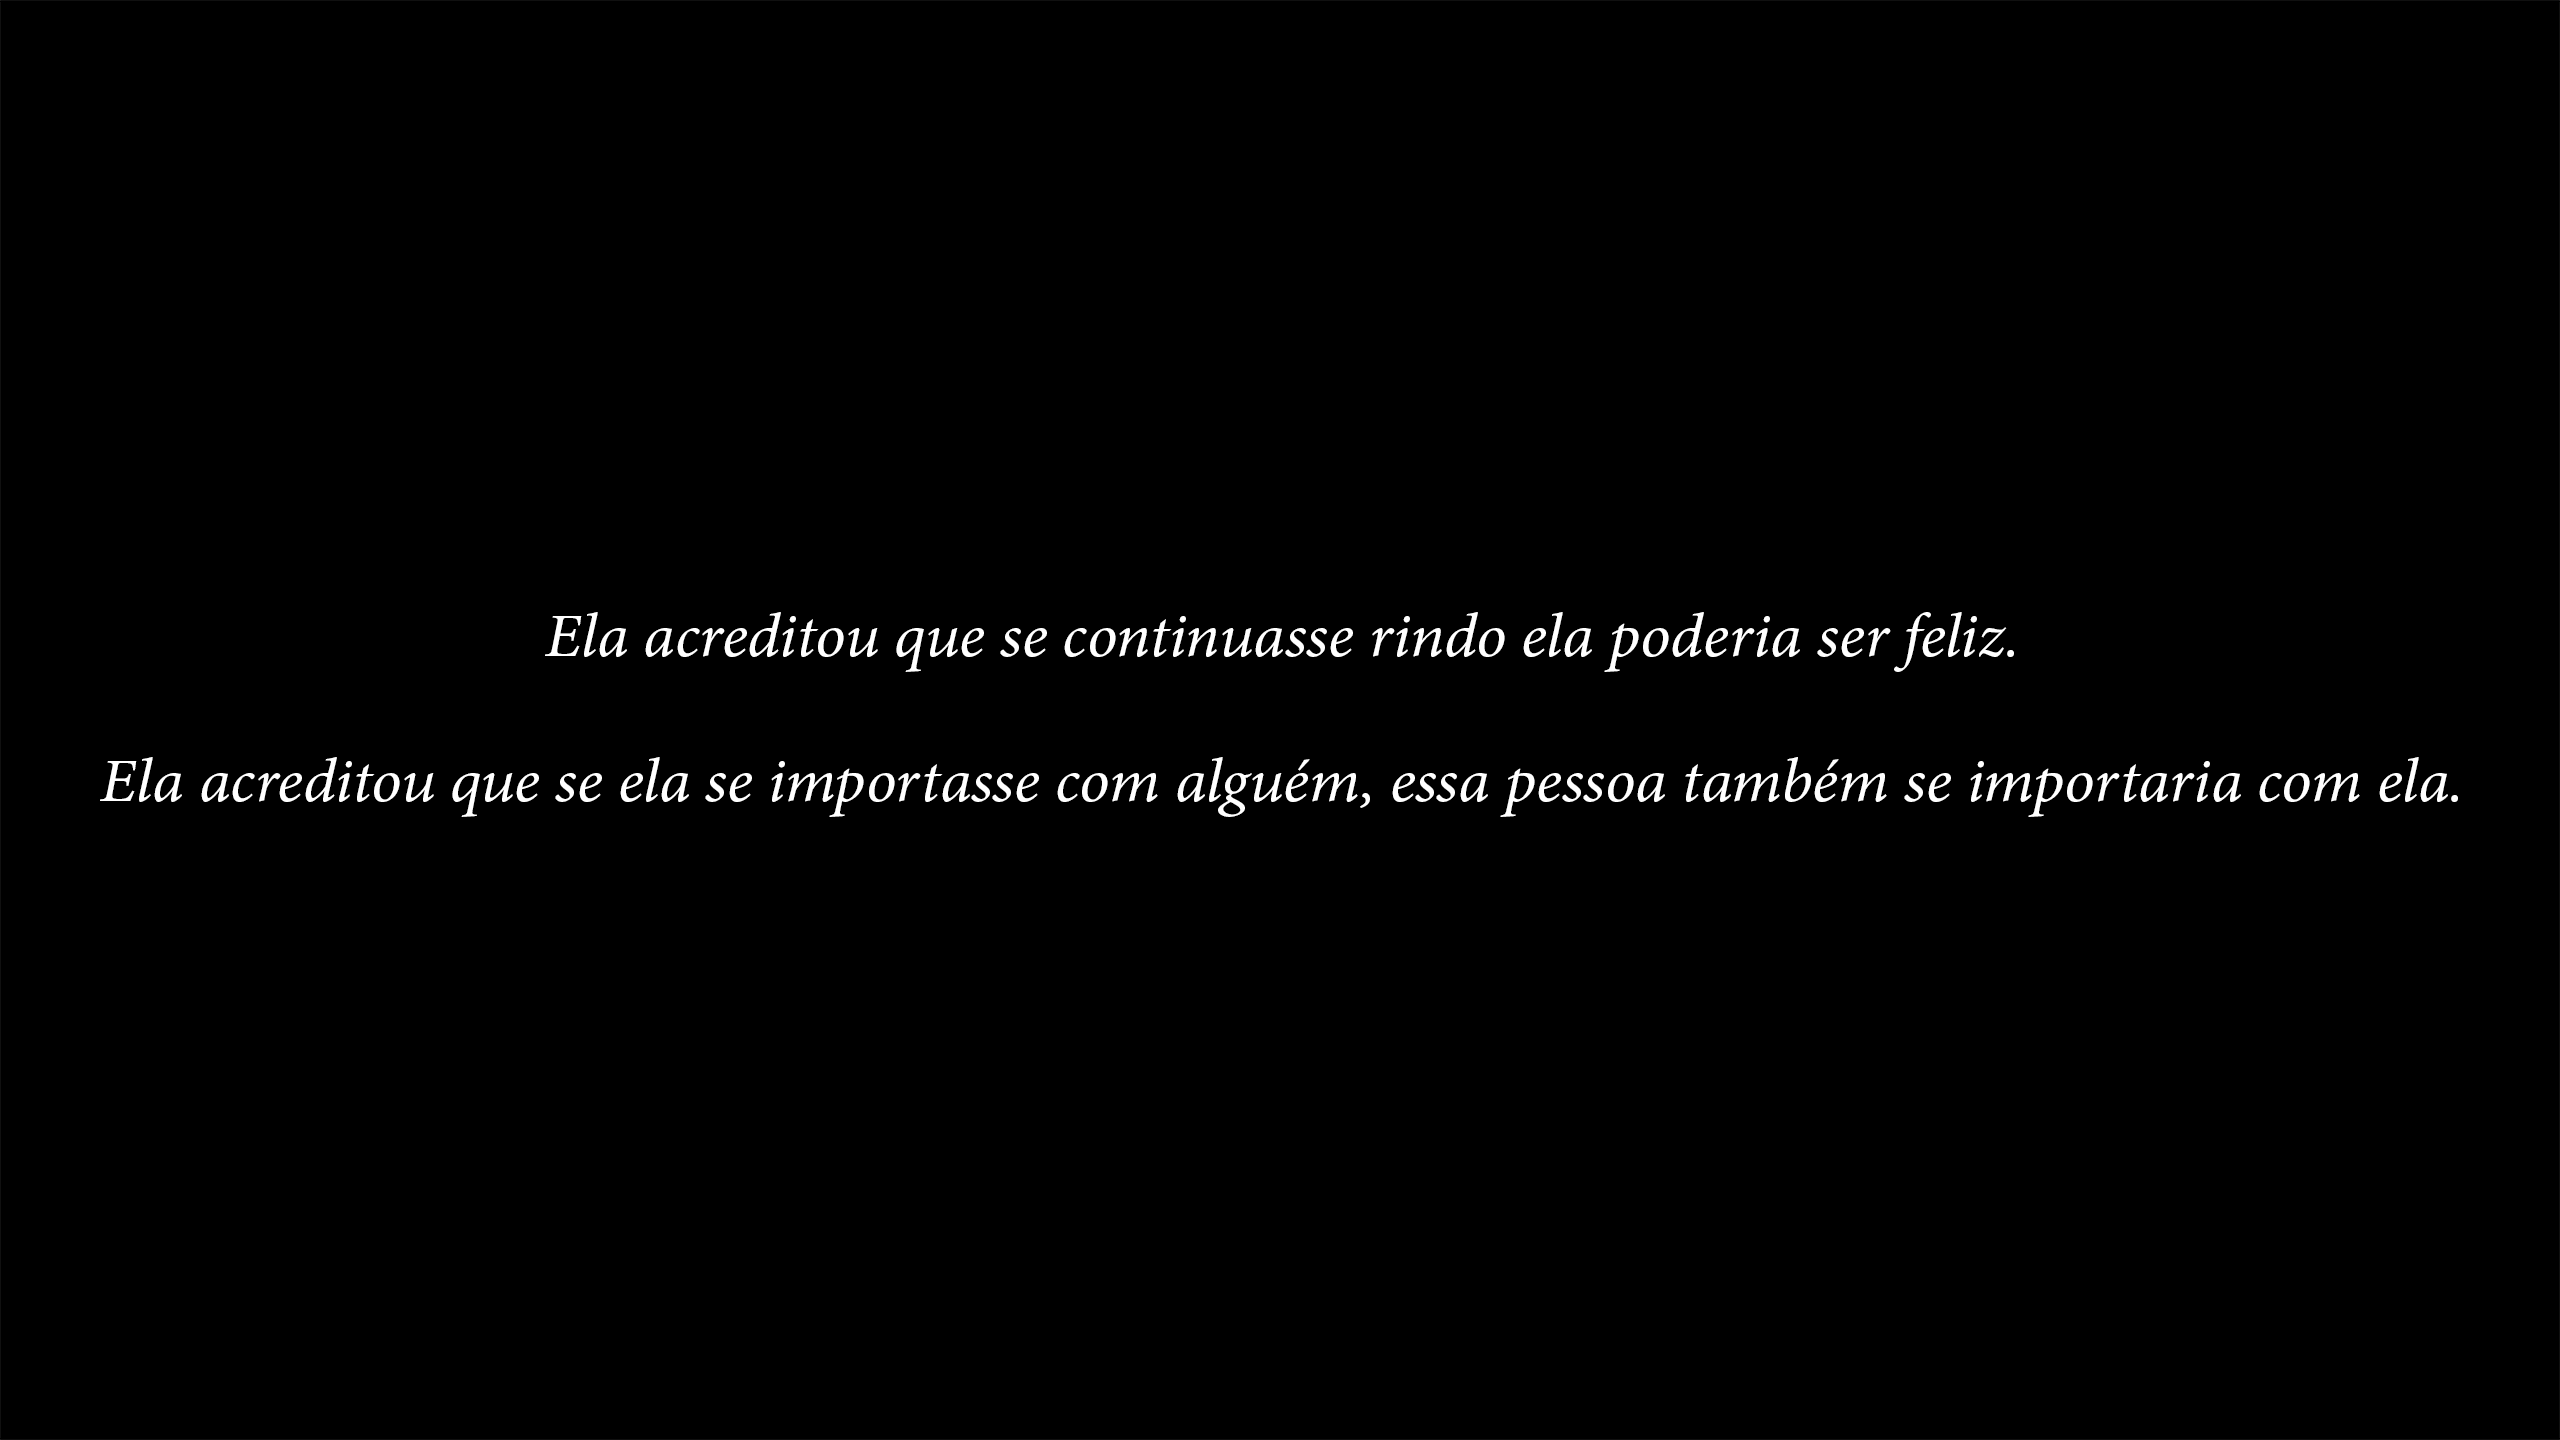 Ela acreditou que se continuasse rindo ela poderia ser feliz.
Ela acreditou que se ela se importasse com alguém, essa pessoa também se importaria com ela.